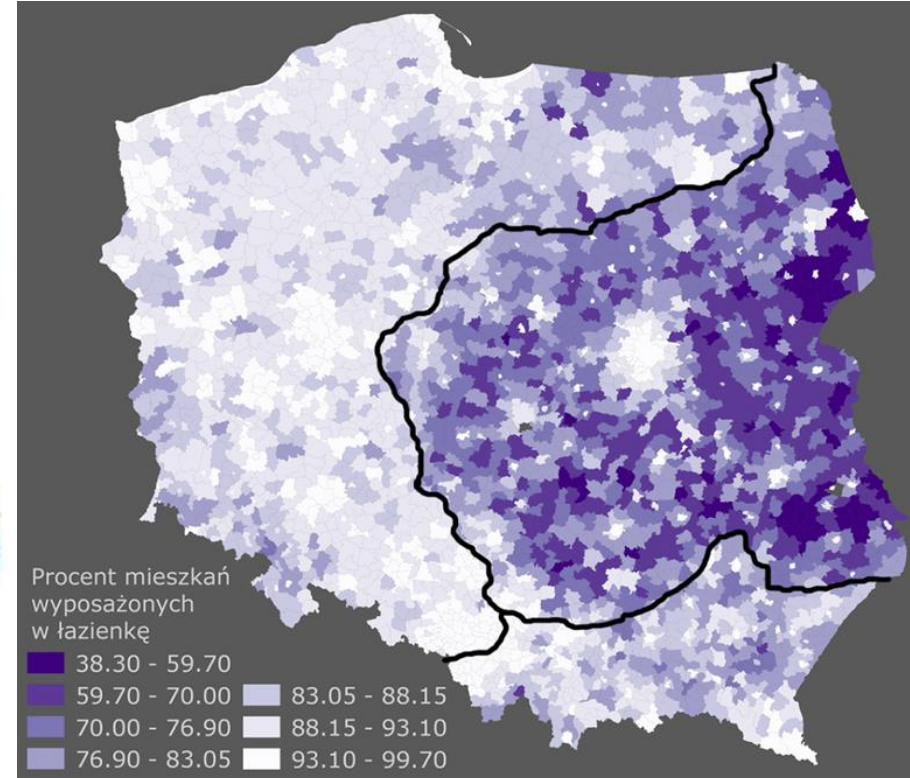 Procent mieszkań
wyposażonych
w łazienkę
38.30 - 59.70
59.70 - 70.00
70.00 - 76.90
76.90 - 83.05
83.05 - 88.15
88.15 - 93.10
93.10 - 99.70